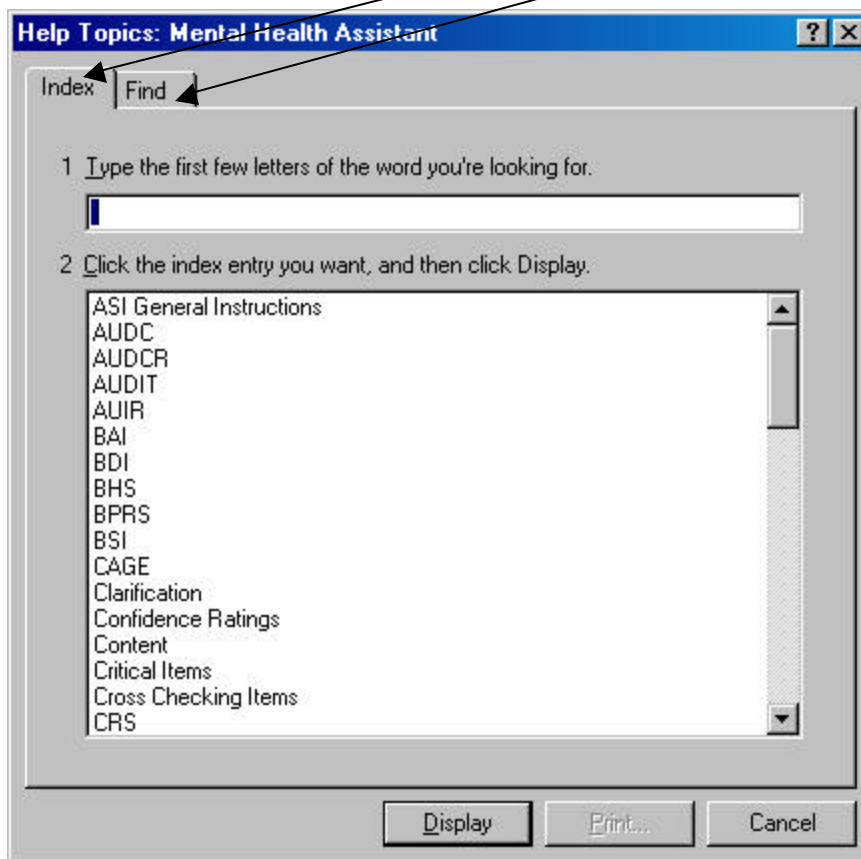 Help Topics: Mental Health Assistant
Index Find
1 Type the first few letters of the word you're looking for.
2 Click the index entry you want, and then click Display.
ASI General Instructions
AUDC
AUDCR
AUDIT
AUIR
BAI
BDI
BHS
BPRS
BSI
CAGE
Clarification
Confidence Ratings
Content
Critical Items
Cross Checking Items
CRS
Display Print... Cancel